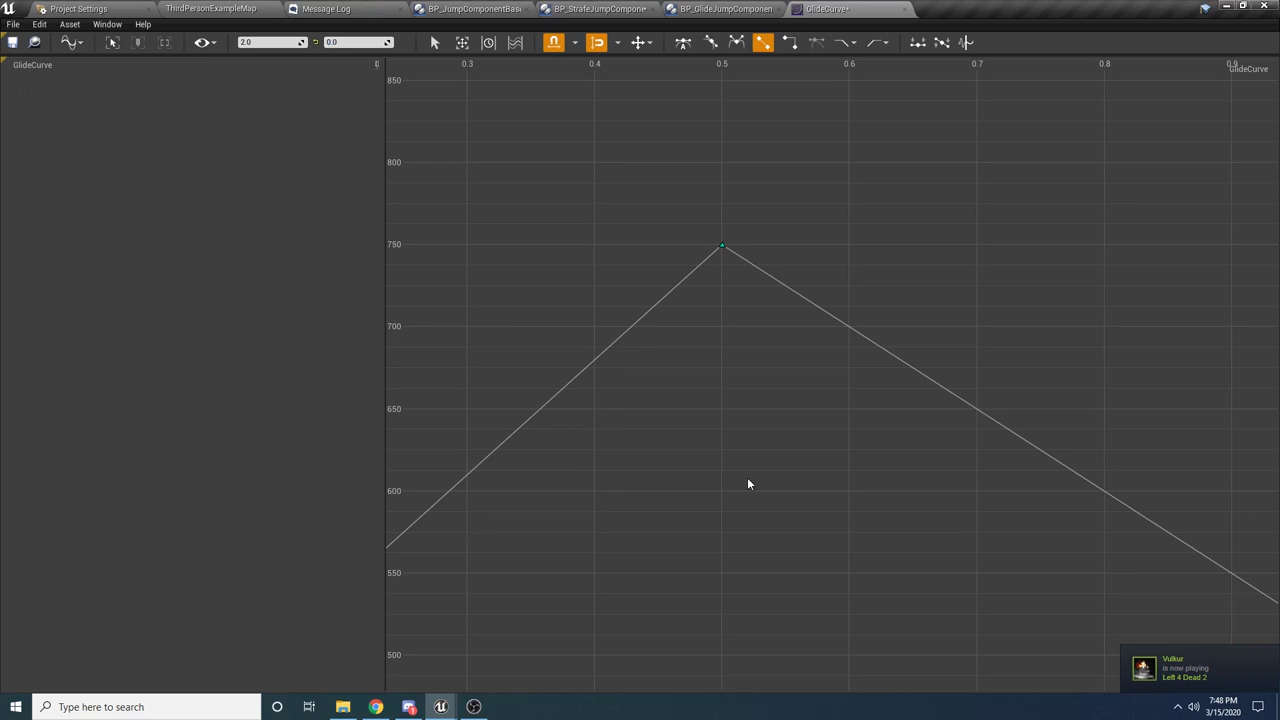 Project Settings
ThirdPersonExampleMap
Message Log
BP_JumpComponentBas
BP_StrafeJumpCompone
BP_GlideJumpComponen
GlideCurve*
File
Edit
Asset
Window
Help
2.0
0.0
GlideCurve
0.3
0.4
0.5
0.6
0.7
0.8
0.9
GlideCurve
850
800
750
700
650
600
550
500
Vulkur
is now playing
Left 4 Dead 2
Type here to search
7:48 PM
3/15/2020